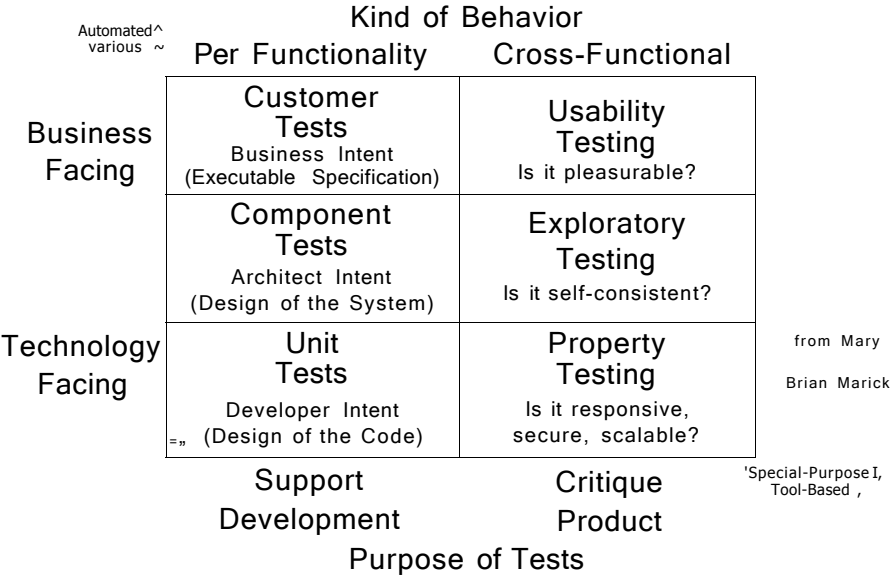 Kind of Behavior
Automated^
various ~
Per Functionality
Cross-Functional
Business
Facing
Customer
Tests
Business Intent
(Executable Specification)
Usability
Testing
Is it pleasurable?
Component
Tests
Architect Intent
(Design of the System)
Exploratory
Testing
Is it self-consistent?
Technology
Facing
Unit
Tests
Developer Intent
=„ (Design of the Code)
Property
Testing
Is it responsive,
secure, scalable?
from Mary
Brian Marick
Support
Development
Critique
Product
'Special-Purpose I,
Tool-Based ,
Purpose of Tests